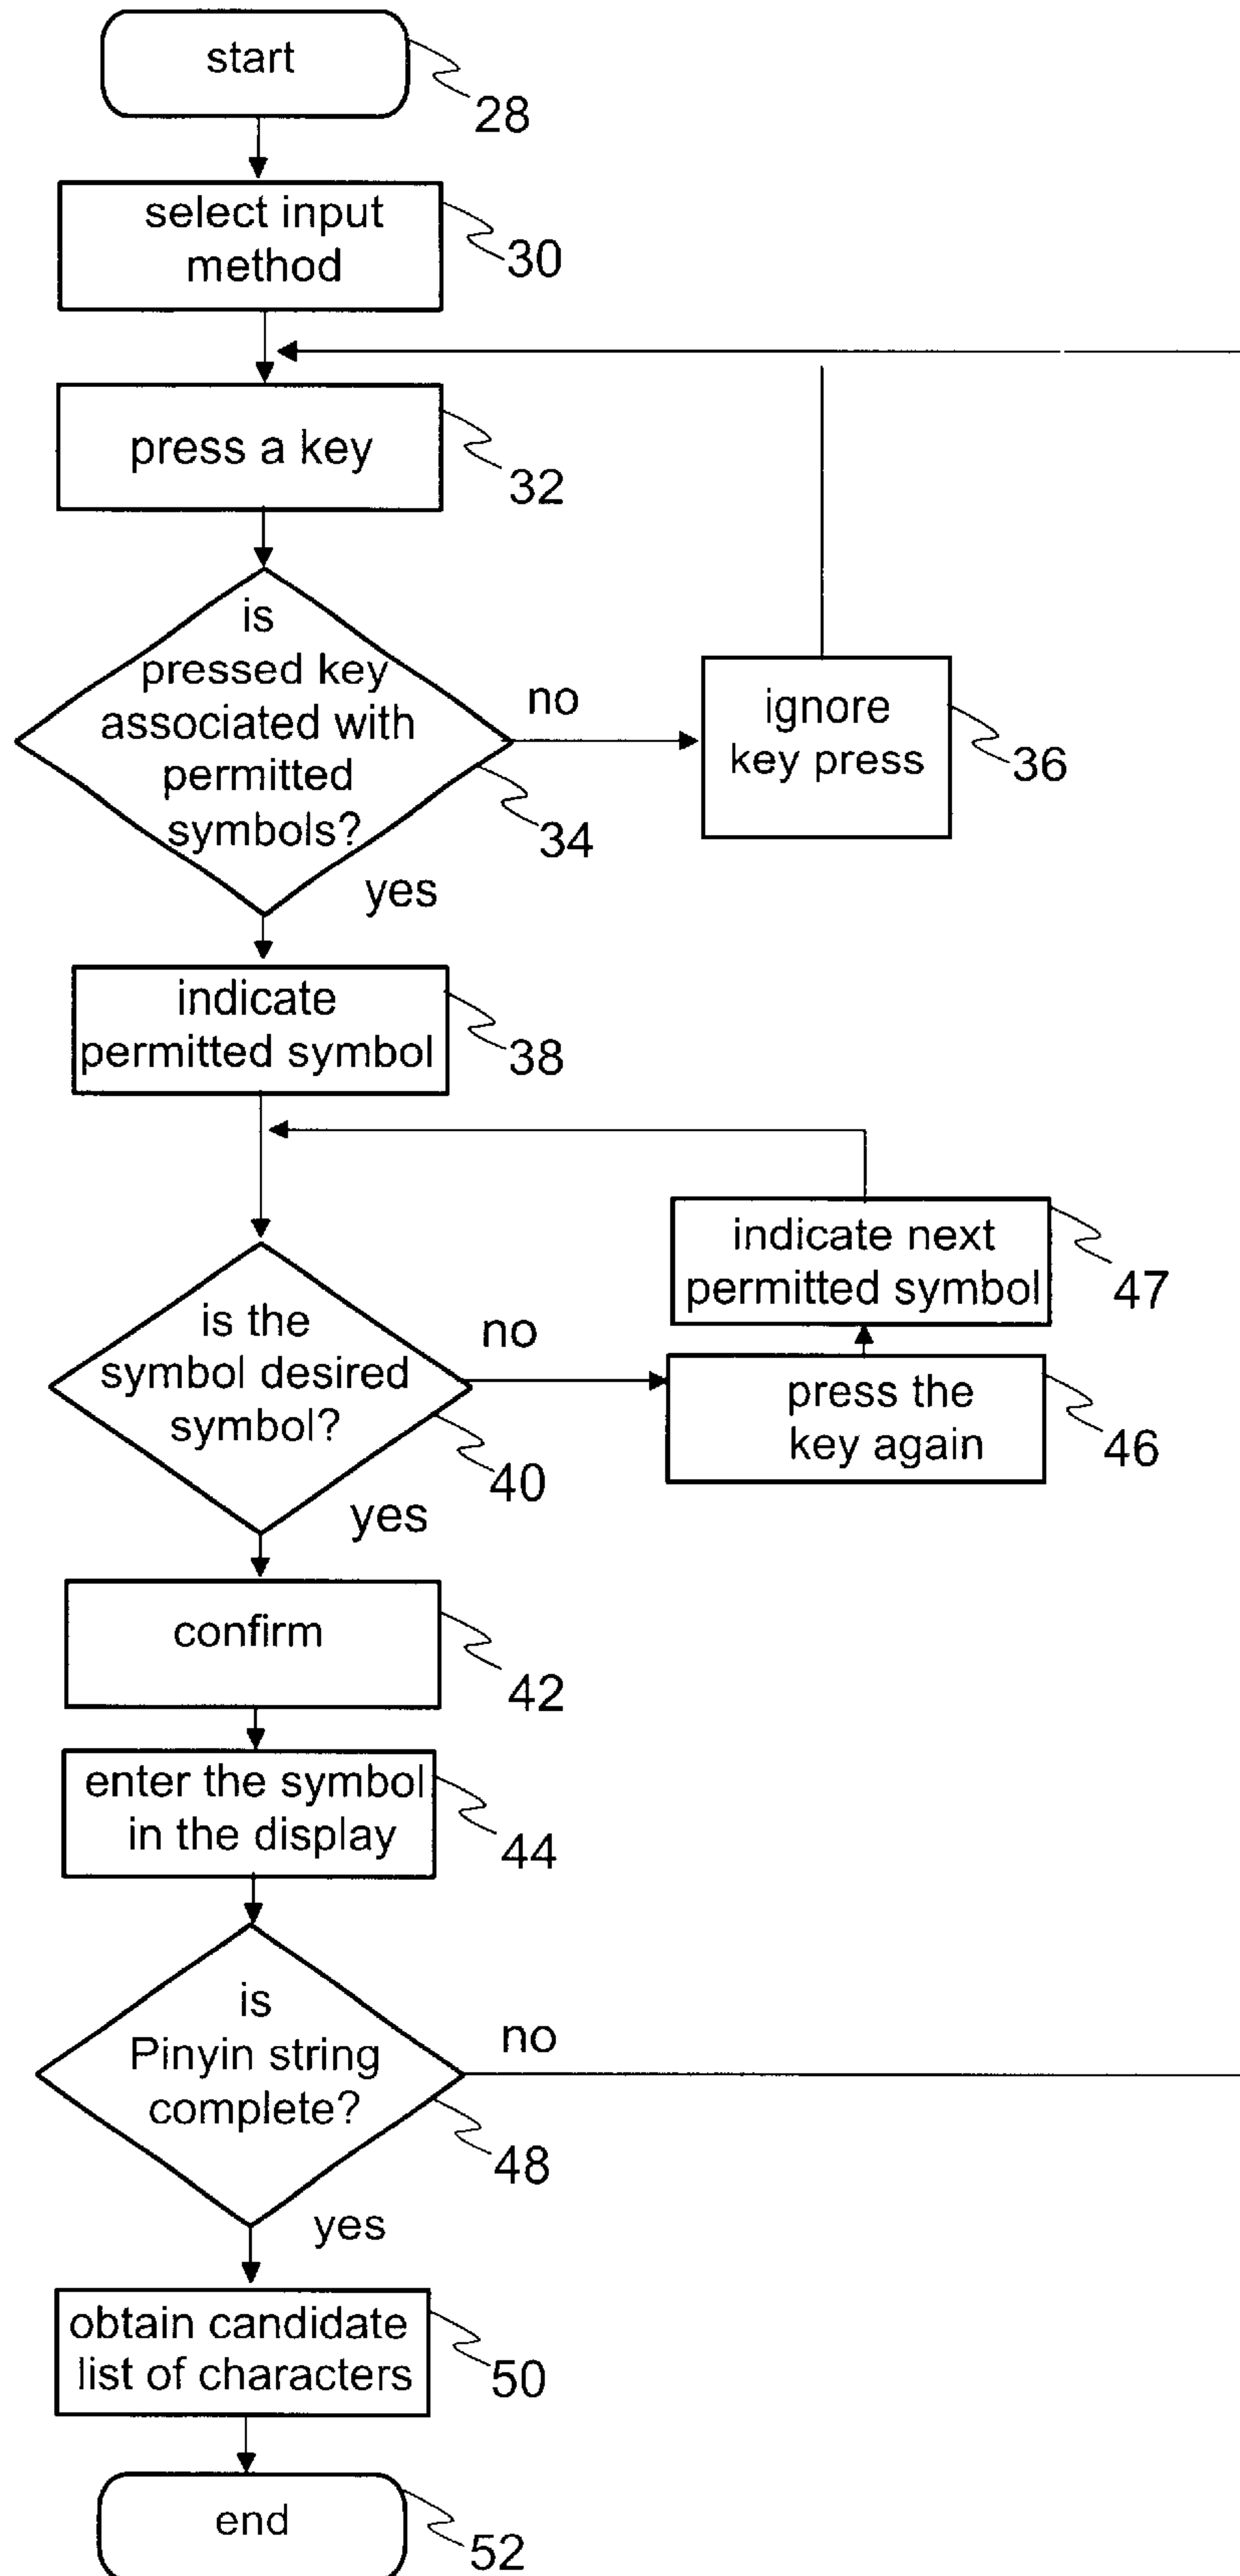 start
28
select input
method
30
press a key
32
is
pressed key
associated with
permitted
symbols?
34
no
ignore
key press
36
yes
indicate
permitted symbol
38
indicate next
permitted symbol
47
is the
symbol desired
symbol?
40
no
press the
key again
46
yes
confirm
42
enter the symbol
in the display
44
is
Pinyin string
complete?
48
no
yes
obtain candidate
list of characters
50
end
52